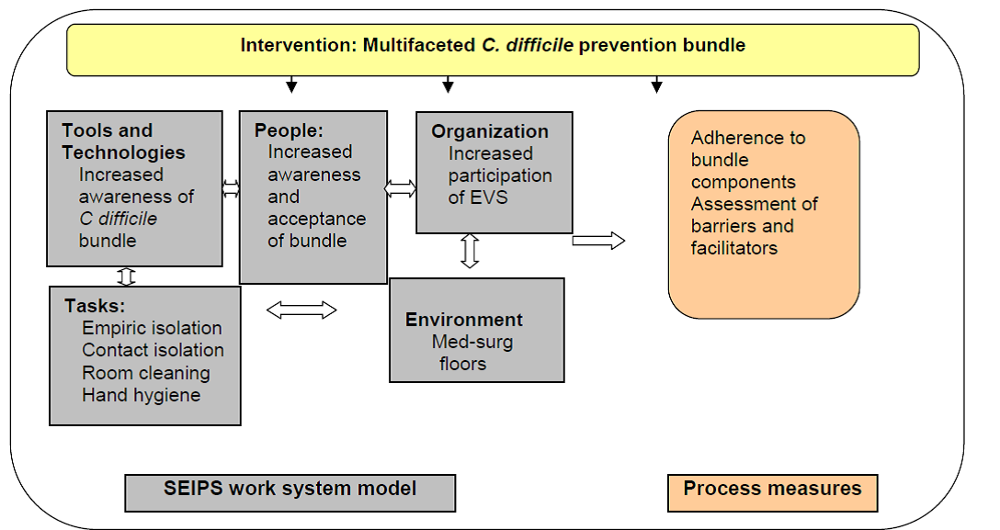 Intervention: Multifaceted C. difficile prevention bundle
Tools and
Technologies
Increased
awareness of
C difficile
bundle
People:
Increased
awareness
and
acceptance
of bundle
Organization
Increased
participation
of EVS
Adherence to
bundle
components
Assessment of
barriers and
facilitators
Tasks:
Empiric isolation
Contact isolation
Room cleaning
Hand hygiene
Environment
Med-surg
floors
SEIPS work system model
Process measures